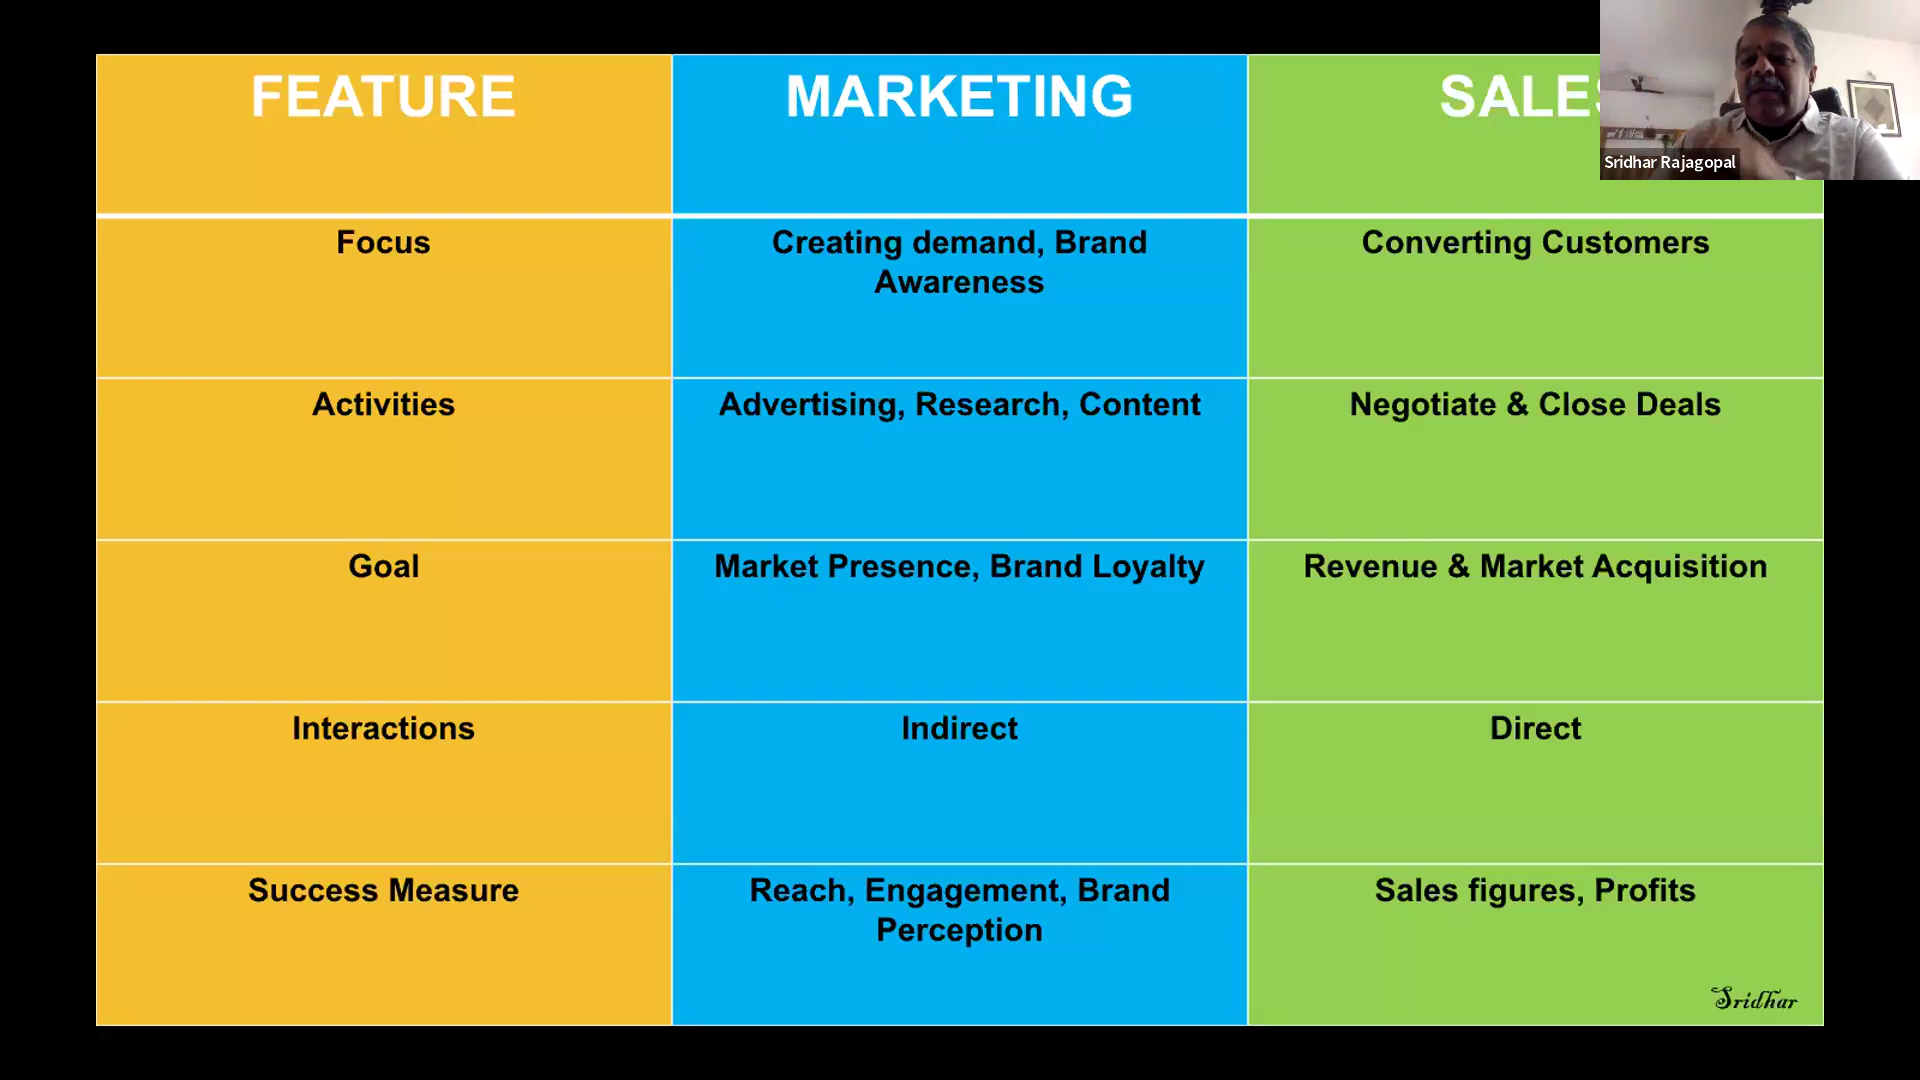 FEATURE
MARKETING
SALES
Sridhar Rajagopal
Focus
Creating demand, Brand
Awareness
Converting Customers
Activities
Advertising, Research, Content
Negotiate & Close Deals
Goal
Market Presence, Brand Loyalty
Revenue & Market Acquisition
Interactions
Indirect
Direct
Success Measure
Reach, Engagement, Brand
Perception
Sales figures, Profits
Sridhar